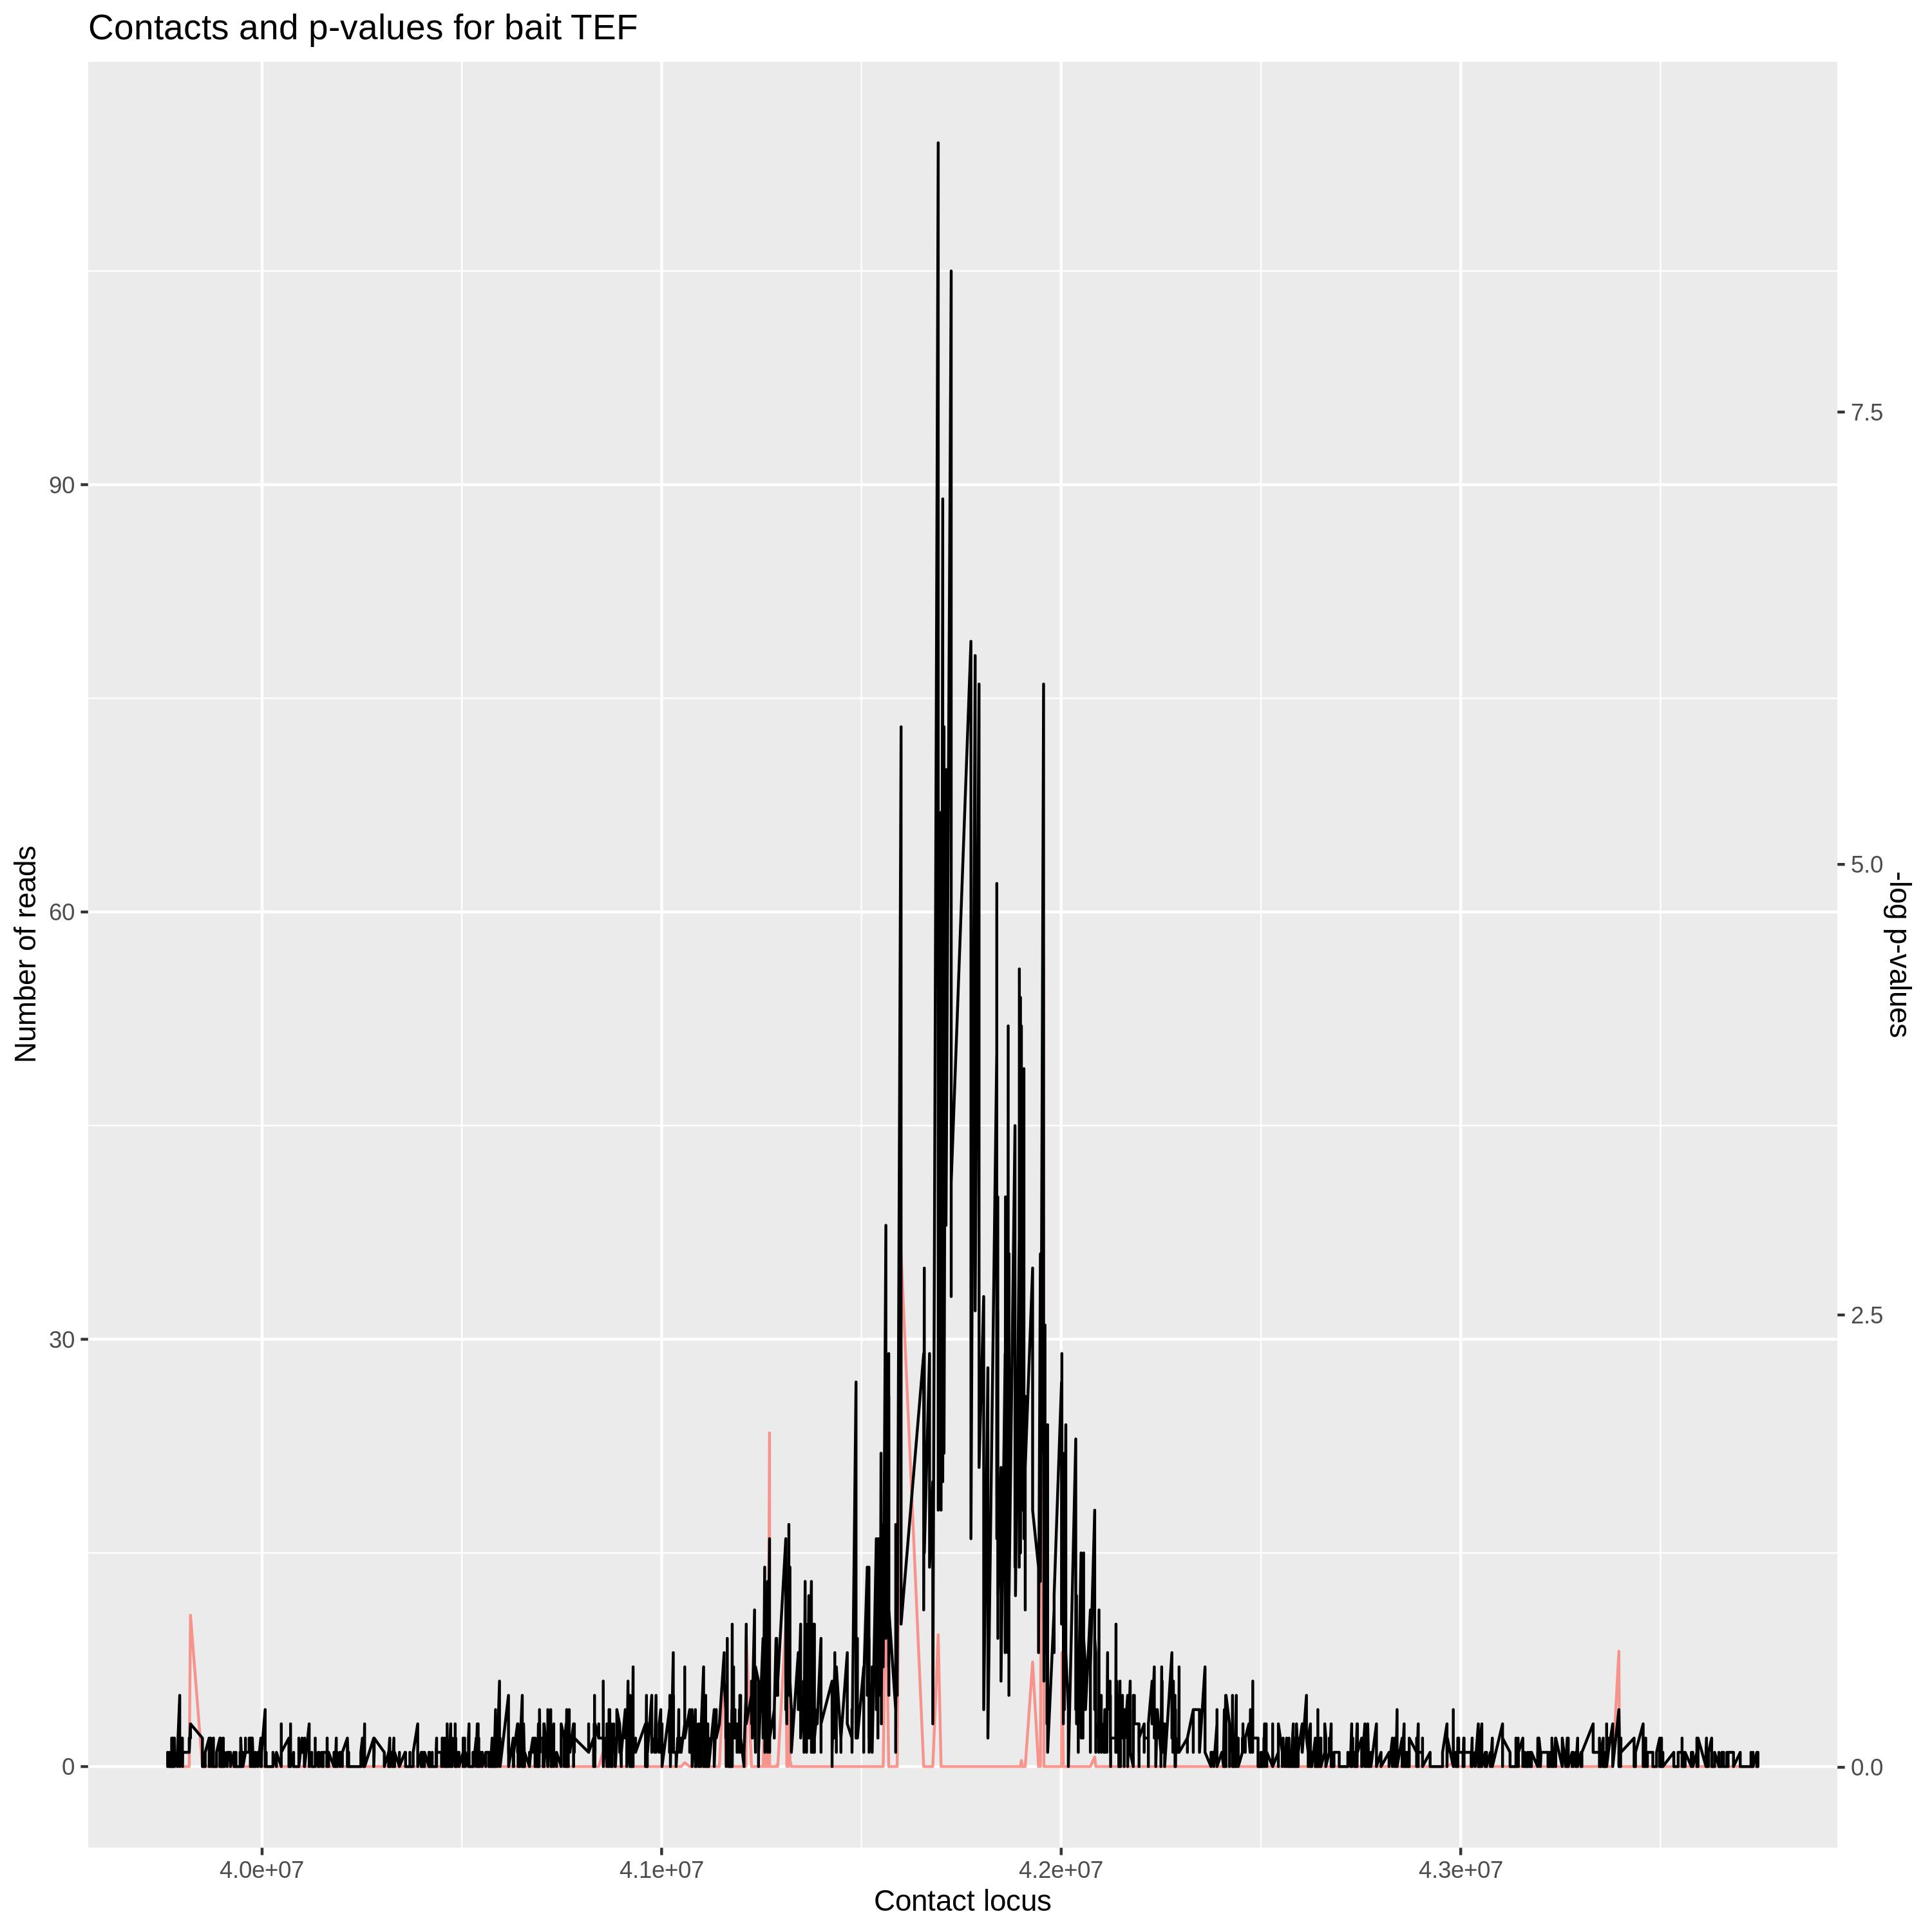 Contacts and p-values for bait TEF
90
60
30
0
Number of reads
7.5
5.0
2.5
0.0
-log p-values
4.0e+07
4.1e+07
4.2e+07
4.3e+07
Contact locus